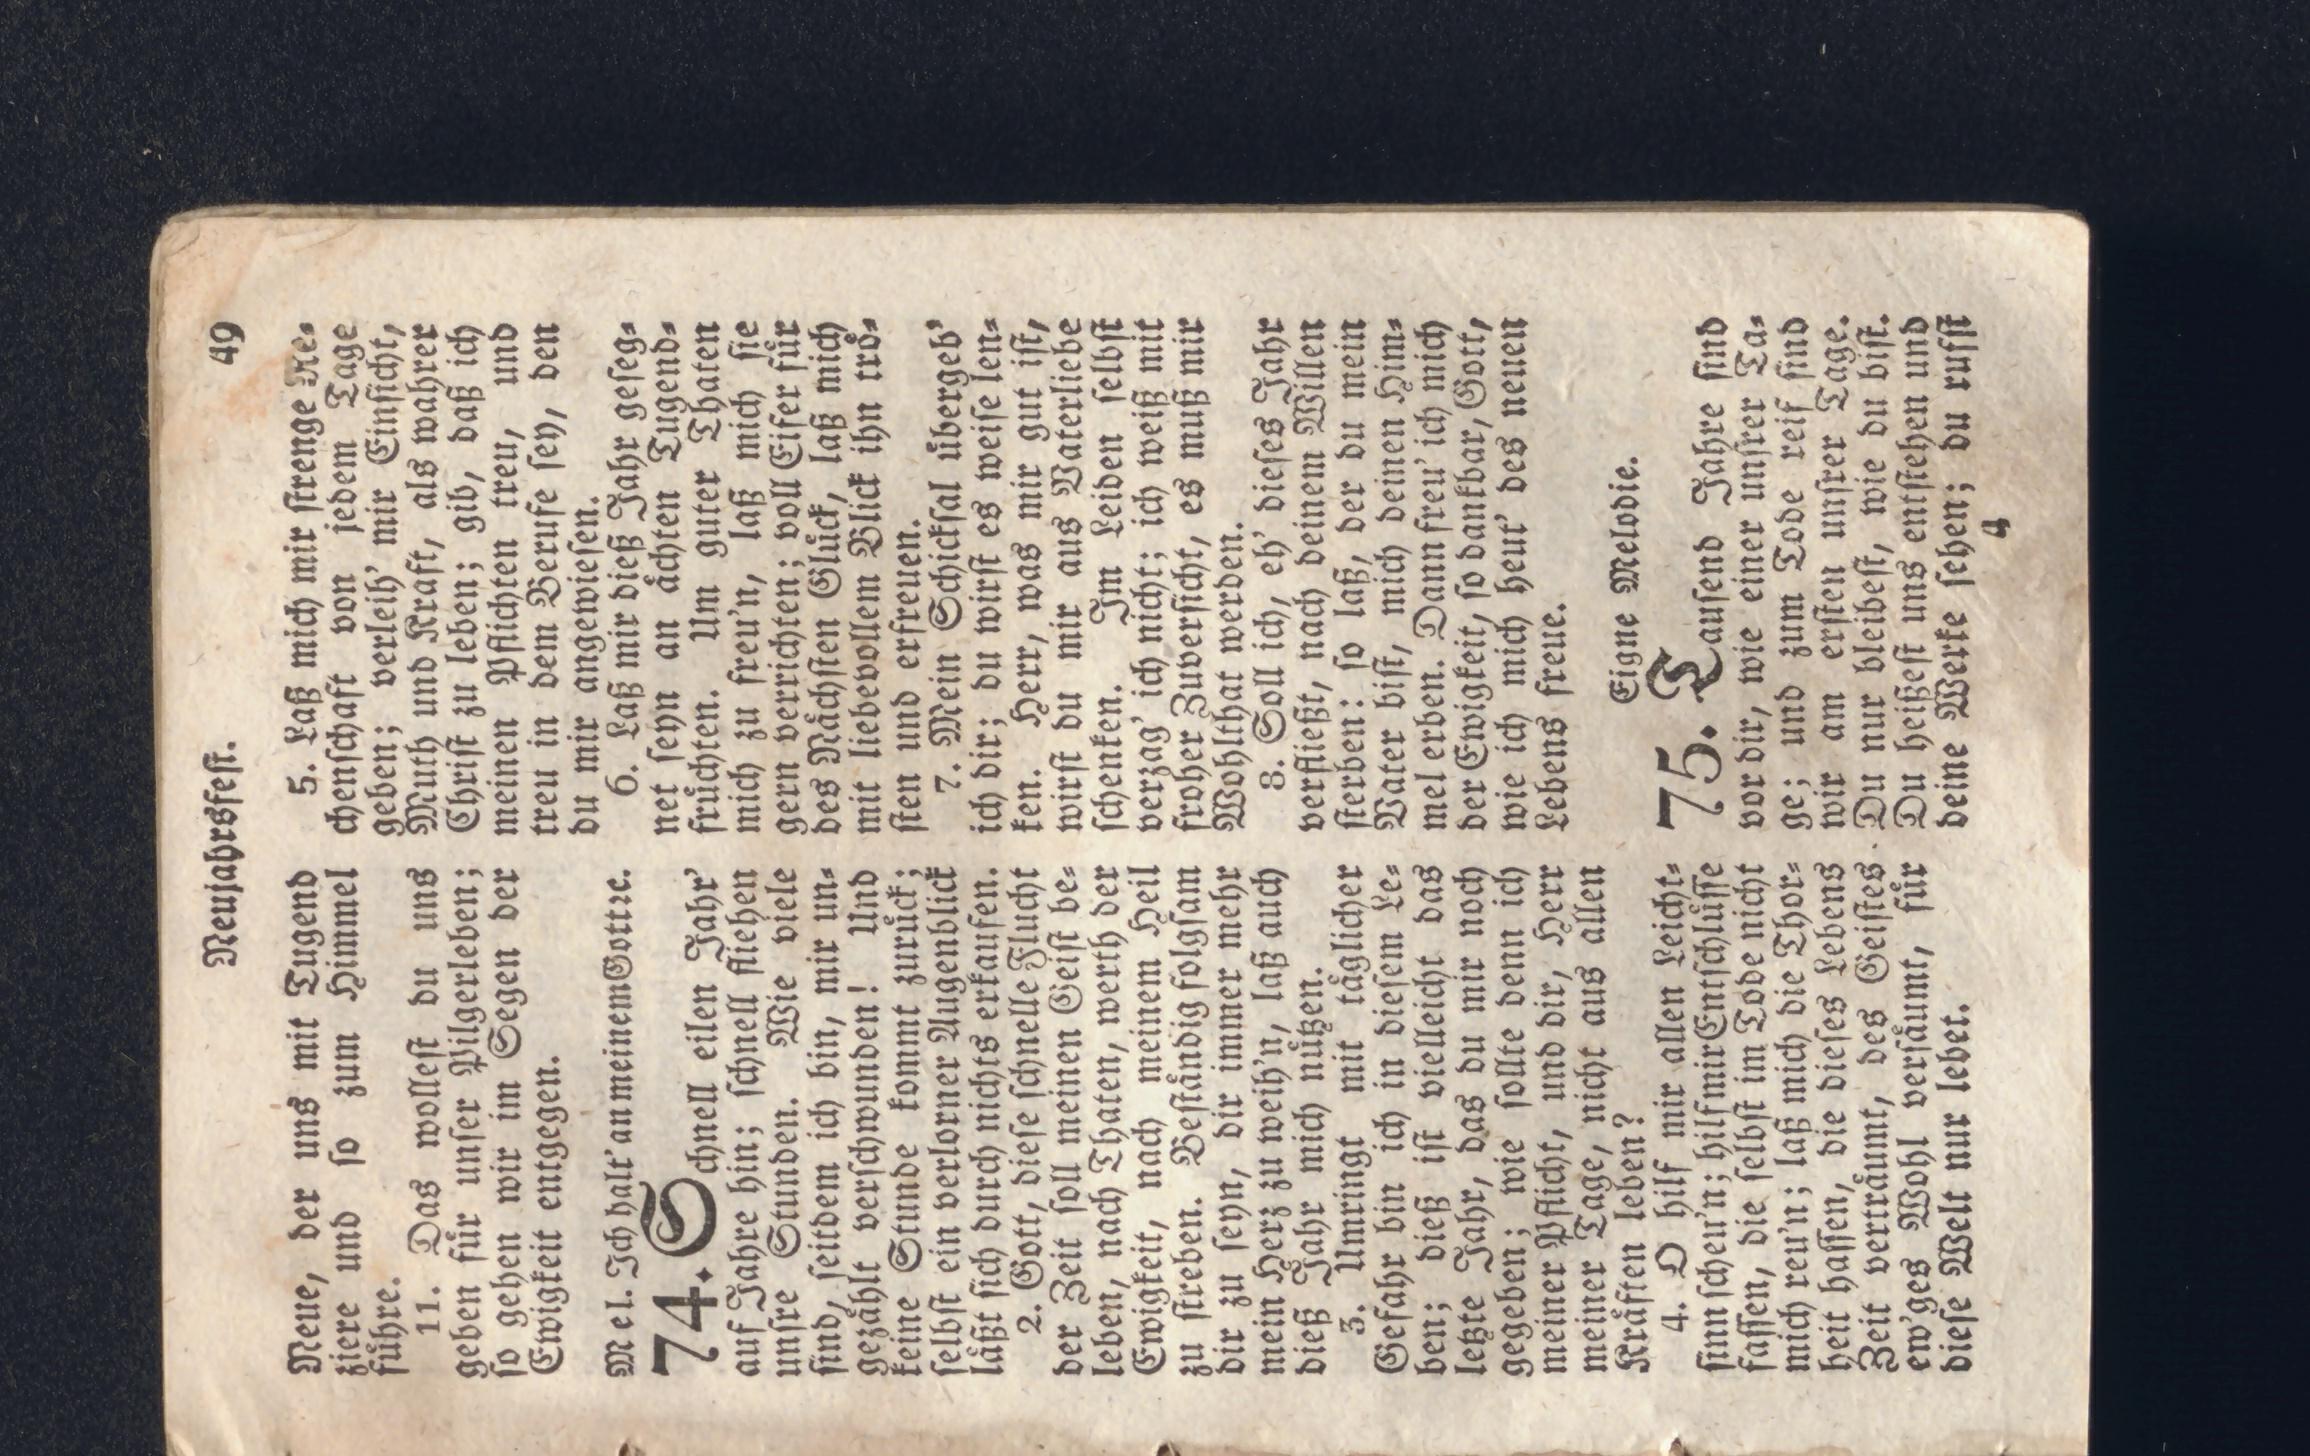 Neujahrsfest.
49
Neue, der uns mit Tugend
ziere und so zum Himmel
führe.
11. Das wollest du uns
geben für unser Pilgerleben;
so gehen wir im Segen der
Ewigkeit entgegen.
Mel. Ich halt' an meinem Gott ꝛc.
74. Schnell eilen Jahr'
auf Jahre hin; schnell fliehen
unsre Stunden. Wie viele
sind, seitdem ich bin, mir un-
gezählt verschwunden! Und
keine Stunde kommt zurück;
selbst ein verlorner Augenblick
läßt sich durch nichts erkaufen.
2. Gott, diese schnelle Flucht
der Zeit soll meinen Geist be-
leben, nach Thaten, werth der
Ewigkeit, nach meinem Heil
zu streben. Beständig folgsam
dir zu seyn, dir immer mehr
mein Herz zu weih'n, laß auch
dieß Jahr mich nützen.
3. Umringt mit täglicher
Gefahr bin ich in diesem Le-
ben; dieß ist vielleicht das
letzte Jahr, das du mir noch
gegeben; wie sollte denn ich
meiner Pflicht, und dir, Herr
meiner Tage, nicht aus allen
Kräften leben?
4. O hilf mir allen Leicht-
sinn scheu'n; hilf mir Entschlüsse
fassen, die selbst im Tode nicht
mich reu'n; laß mich die Thor-
heit hassen, die dieses Lebens
Zeit verträumt, des Geistes
ew'ges Wohl versäumt, für
diese Welt nur lebet.
5. Laß mich mir strenge Re-
chenschaft von jedem Tage
geben; verleih' mir Einsicht,
Muth und Kraft, als wahrer
Christ zu leben; gib, daß ich
meinen Pflichten treu, und
treu in dem Berufe sey, den
du mir angewiesen.
6. Laß mir dieß Jahr geseg-
net seyn an ächten Tugend-
früchten. Um guter Thaten
mich zu freu'n, laß mich sie
gern verrichten; voll Eifer für
des Nächsten Glück, laß mich
mit liebevollem Blick ihn trö-
sten und erfreuen.
7. Mein Schicksal übergeb'
ich dir; du wirst es weise len-
ken. Herr, was mir gut ist,
wirst du mir aus Vaterliebe
schenken. Im Leiden selbst
verzag' ich nicht; ich weiß mit
froher Zuversicht, es muß mir
Wohlthat werden.
8. Soll ich, eh' dieses Jahr
verfließt, nach deinem Willen
sterben: so laß, der du mein
Vater bist, mich deinen Him-
mel erben. Dann freu' ich mich
der Ewigkeit, so dankbar, Gott,
wie ich mich heut' des neuen
Lebens freue.
Eigne Melodie.
75. Tausend Jahre sind
vor dir, wie einer unsrer Ta-
ge; und zum Tode reif sind
wir am ersten unsrer Tage.
Du nur bleibest, wie du bist.
Du heißest uns entstehen und
deine Werke sehen; du rufst
4